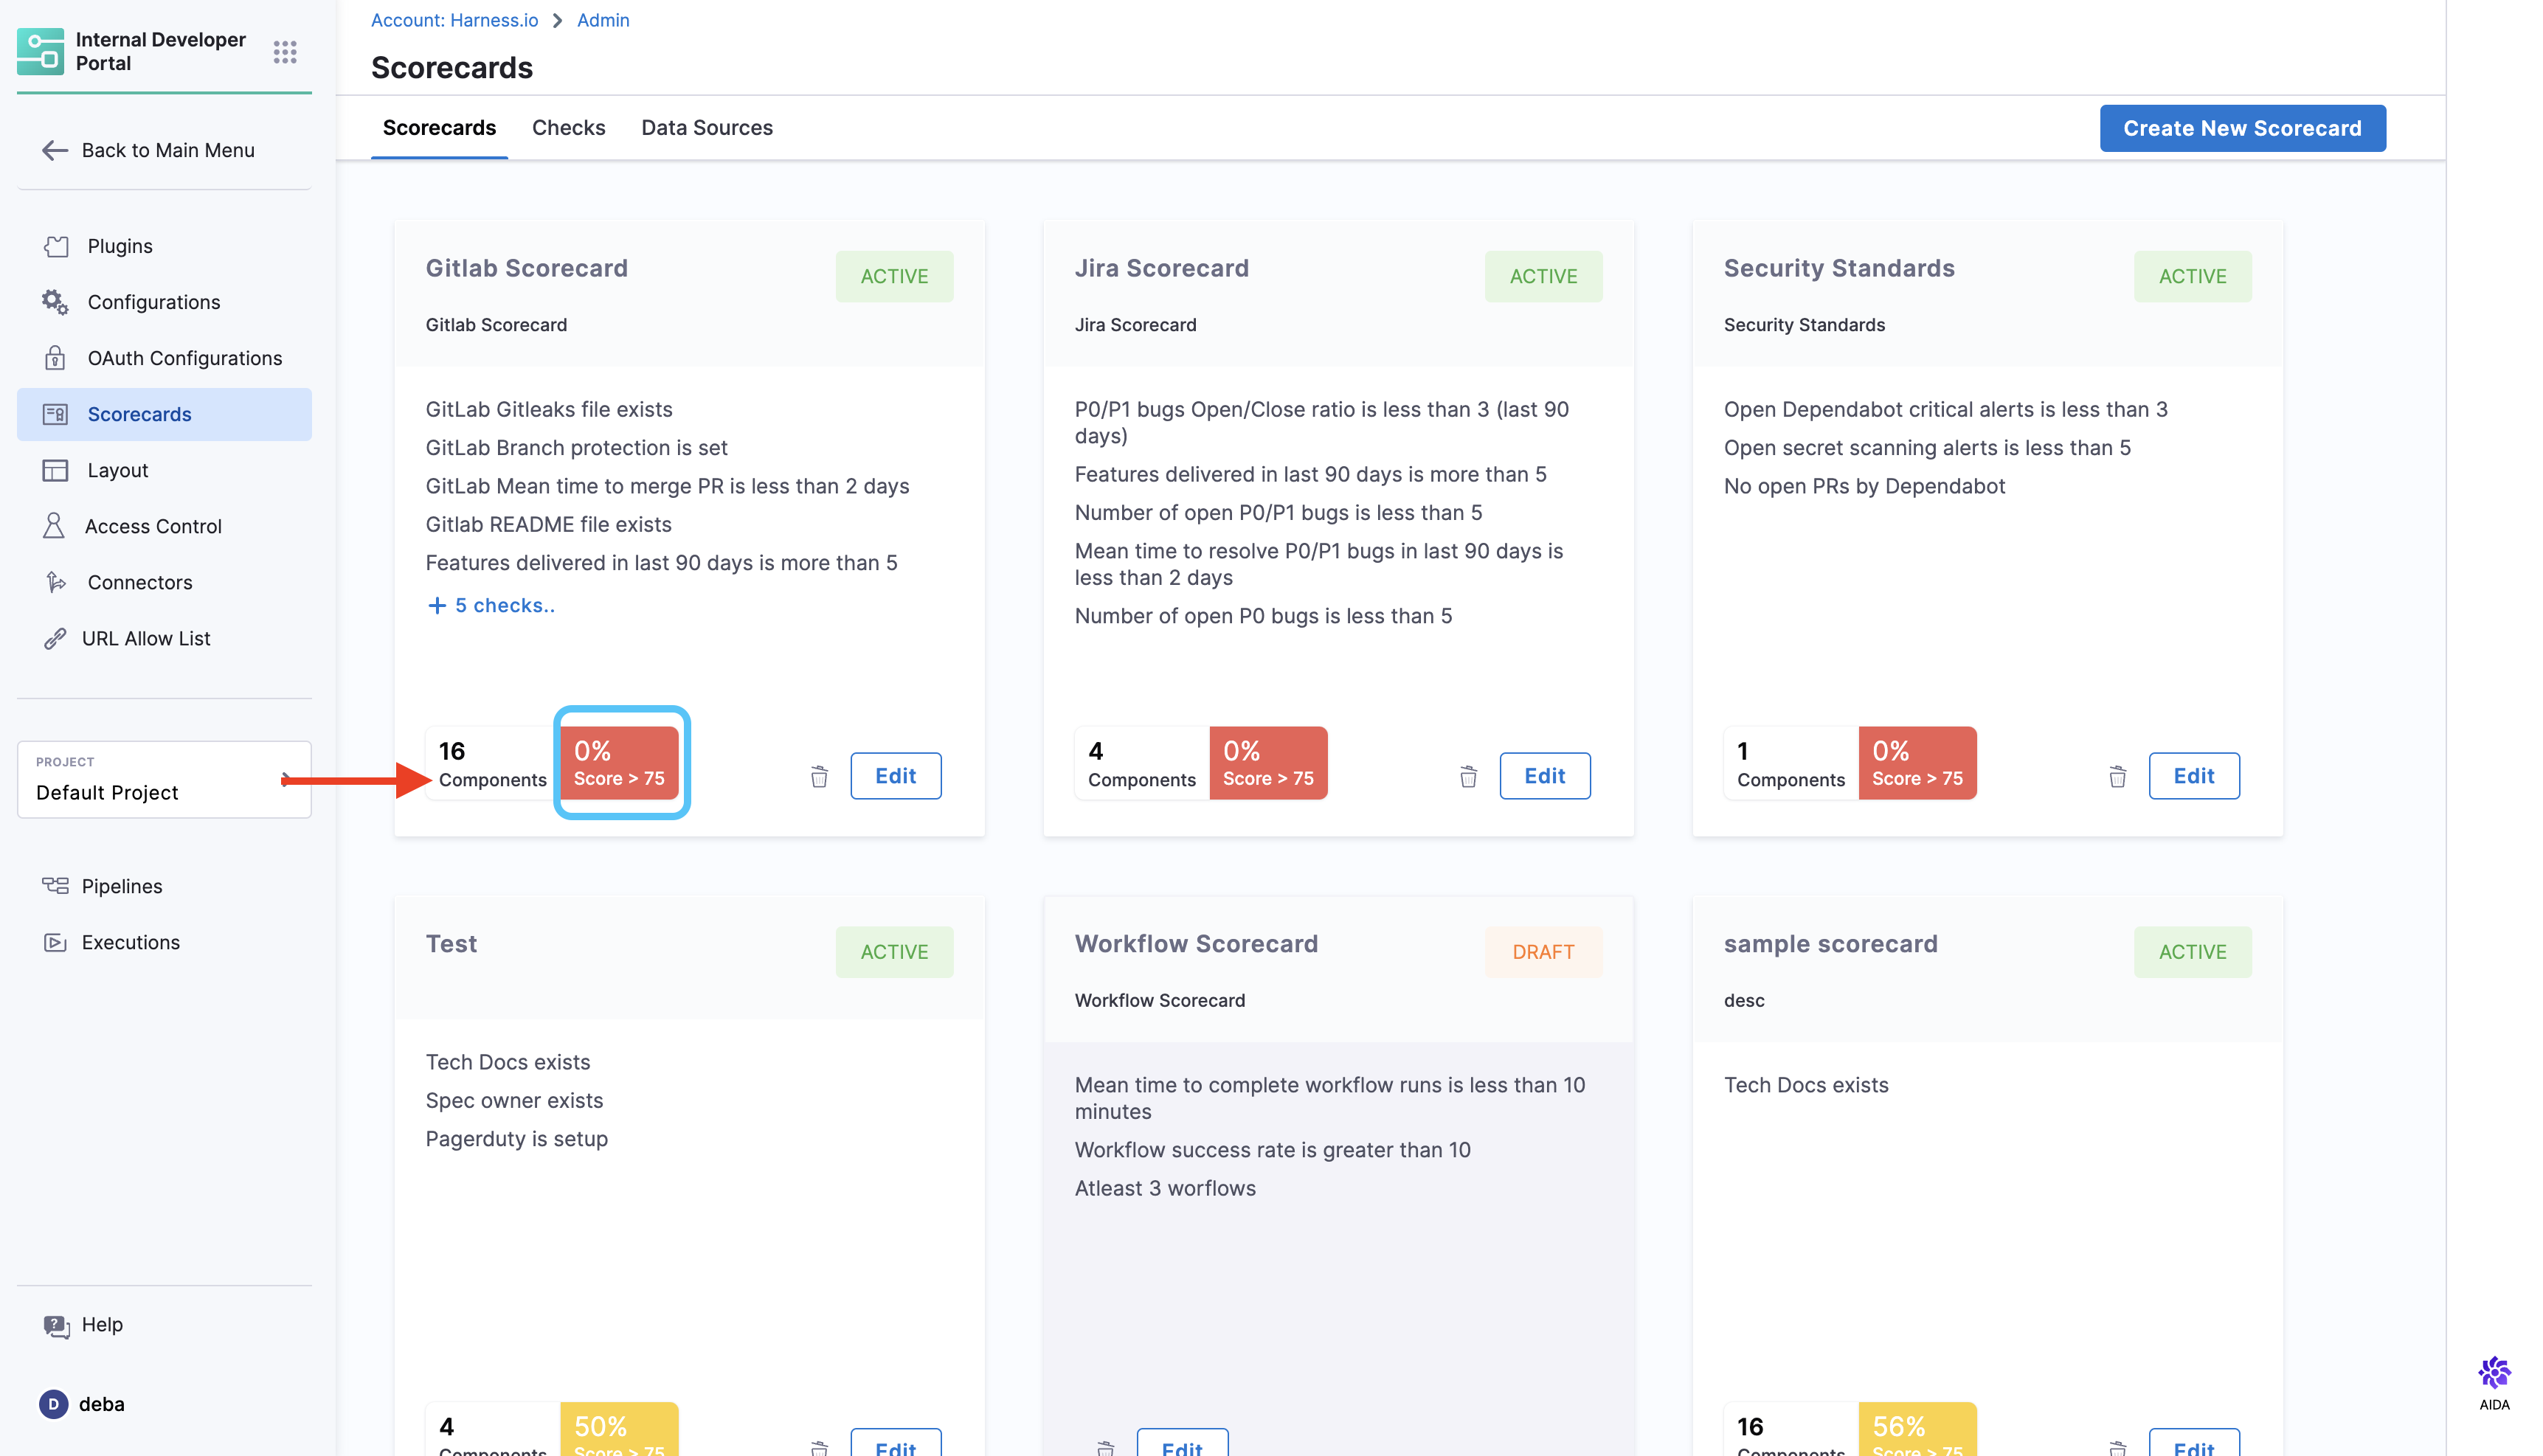 Internal Developer
Portal
Back to Main Menu
Plugins
Configurations
OAuth Configurations
Scorecards
Layout
Access Control
Connectors
URL Allow List
PROJECT
Default Project
Pipelines
Executions
Help
D
deba
Account: Harness.io
Admin
Scorecards
Scorecards
Checks
Data Sources
Create New Scorecard
Gitlab Scorecard
ACTIVE
Gitlab Scorecard
GitLab Gitleaks file exists
GitLab Branch protection is set
GitLab Mean time to merge PR is less than 2 days
Gitlab README file exists
Features delivered in last 90 days is more than 5
+ 5 checks..
16
Components
0%
Score > 75
Edit
Jira Scorecard
ACTIVE
Jira Scorecard
P0/P1 bugs Open/Close ratio is less than 3 (last 90
days)
Features delivered in last 90 days is more than 5
Number of open P0/P1 bugs is less than 5
Mean time to resolve P0/P1 bugs in last 90 days is
less than 2 days
Number of open P0 bugs is less than 5
4
Components
0%
Score > 75
Edit
Security Standards
ACTIVE
Security Standards
Open Dependabot critical alerts is less than 3
Open secret scanning alerts is less than 5
No open PRs by Dependabot
1
Components
0%
Score > 75
Edit
Test
ACTIVE
Tech Docs exists
Spec owner exists
Pagerduty is setup
4
Components
50%
Score > 75
Edit
Workflow Scorecard
DRAFT
Workflow Scorecard
Mean time to complete workflow runs is less than 10
minutes
Workflow success rate is greater than 10
Atleast 3 worflows
Edit
sample scorecard
ACTIVE
desc
Tech Docs exists
16
Components
56%
Score > 75
Edit
AIDA